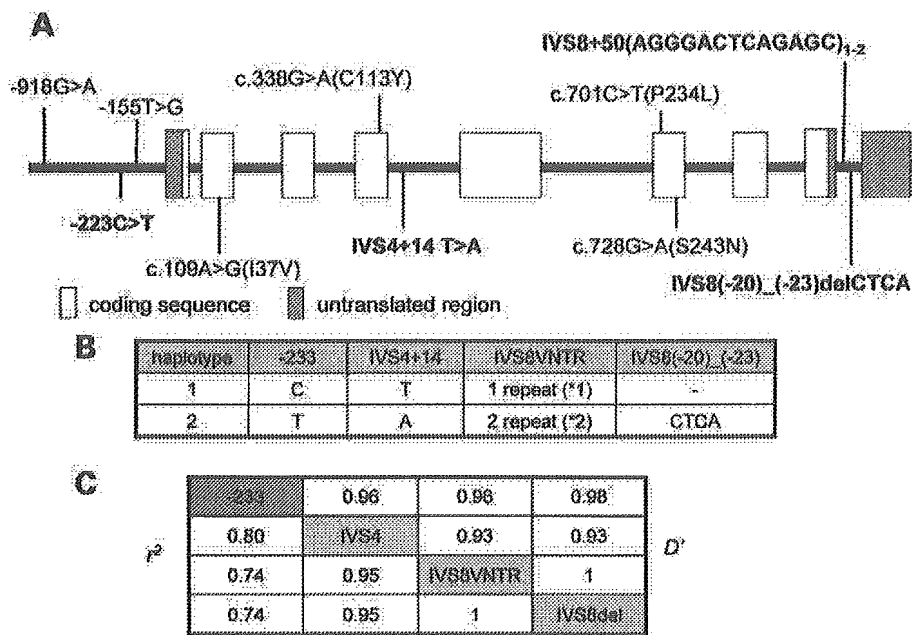 A
IVS8+50(AGGGACTCAGAGC)1-2
-918G>A
c.338G>A(C113Y)
c.701C>T(P234L)
-155T>G
-223C>T
IVS4+14 T>A
c.728G>A(S243N)
c.109A>G(I37V)
IVS8(-20)_(-23)delCTCA
coding sequence
untranslated region
B
haplotype -233 IVS4+14 IVS8VNTR IVS8(-20)_(-23)
1 C T 1 repeat (*1) -
2 T A 2 repeat (*2) CTCA
C
-233 0.96 0.96 0.98
r² 0.80 IVS4 0.93 0.93 D'
0.74 0.95 IVS8VNTR 1
0.74 0.95 1 IVS8del